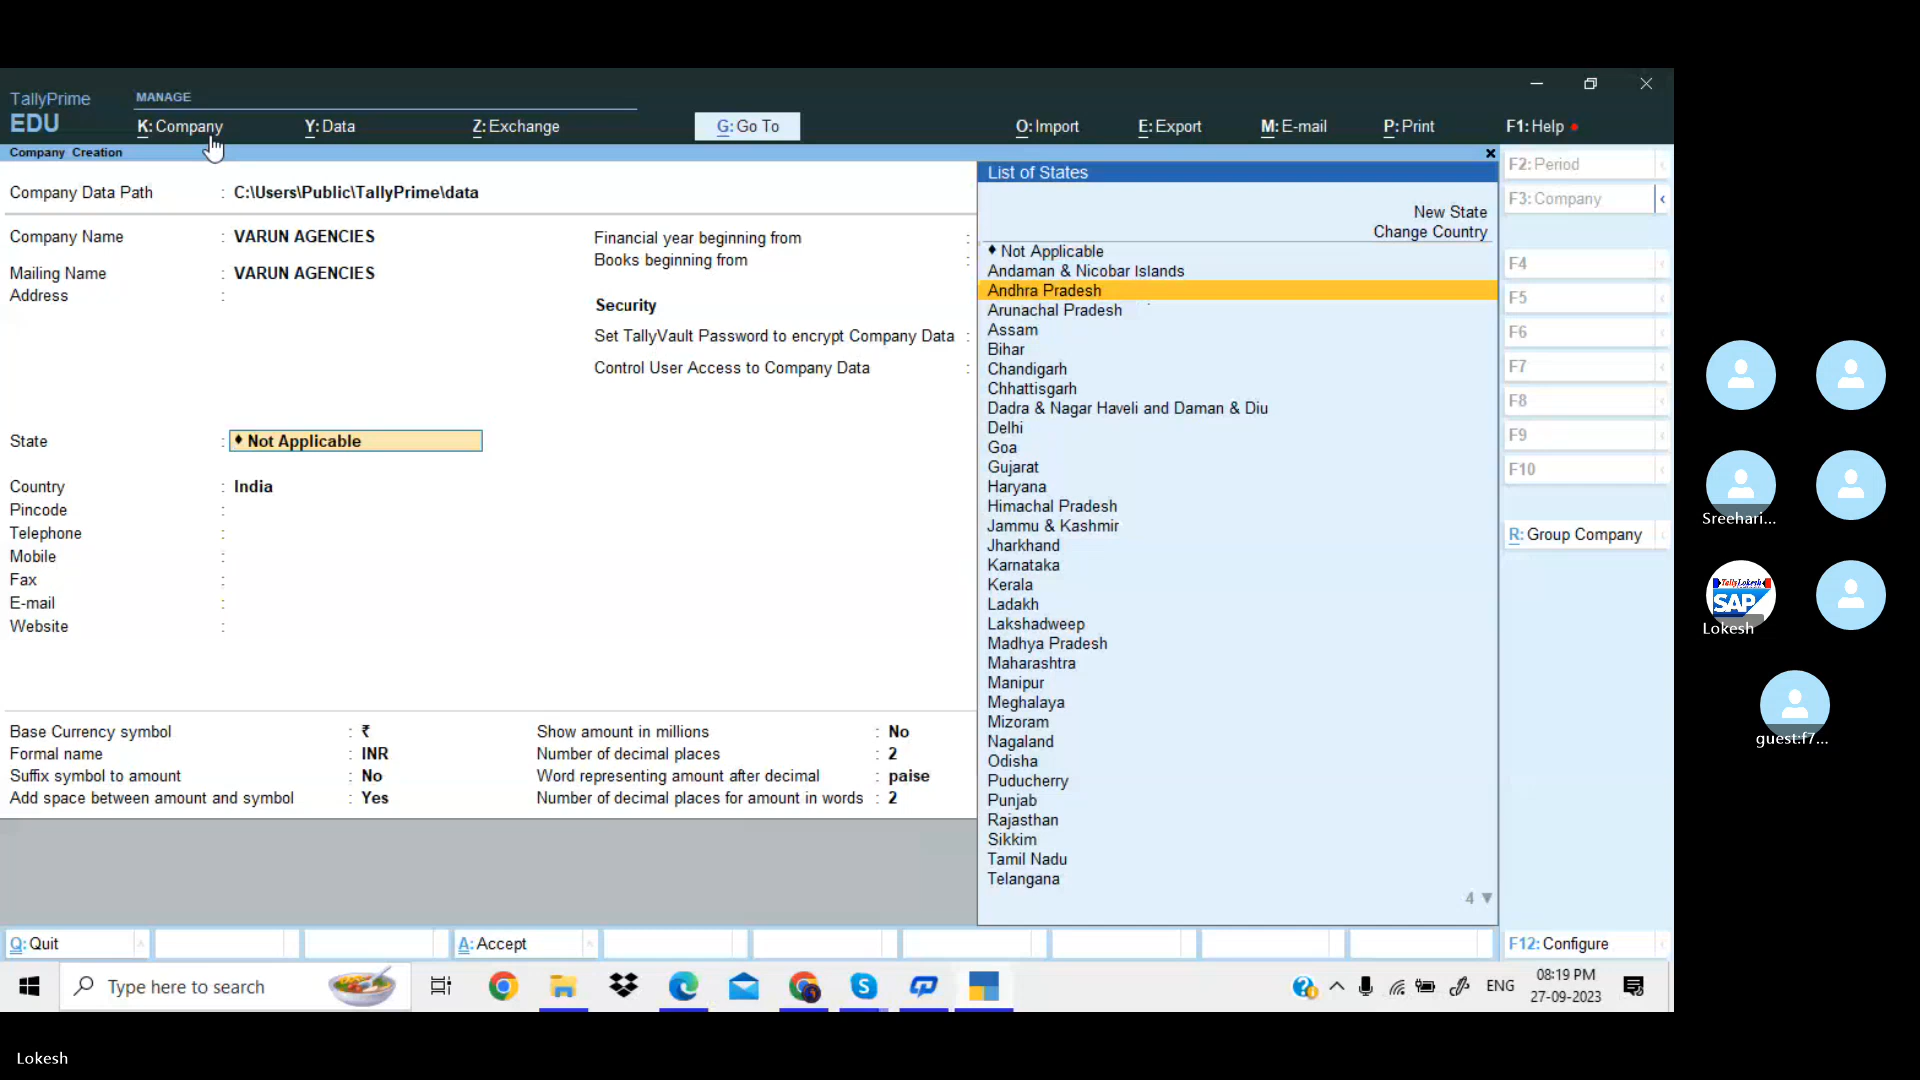 TallyPrime
EDU
MANAGE
K: Company
Y: Data
Z: Exchange
G: Go To
O: Import
E: Export
M: E-mail
P: Print
F1: Help
Company Creation
Company Data Path : C:\Users\Public\TallyPrime\data
Company Name : VARUN AGENCIES
Mailing Name : VARUN AGENCIES
Address :
State : ♦ Not Applicable
Country : India
Pincode :
Telephone :
Mobile :
Fax :
E-mail :
Website :
Financial year beginning from :
Books beginning from :
Security
Set TallyVault Password to encrypt Company Data :
Control User Access to Company Data :
Base Currency symbol : ₹
Formal name : INR
Suffix symbol to amount : No
Add space between amount and symbol : Yes
Show amount in millions : No
Number of decimal places : 2
Word representing amount after decimal : paise
Number of decimal places for amount in words : 2
List of States
New State
Change Country
♦ Not Applicable
Andaman & Nicobar Islands
Andhra Pradesh
Arunachal Pradesh
Assam
Bihar
Chandigarh
Chhattisgarh
Dadra & Nagar Haveli and Daman & Diu
Delhi
Goa
Gujarat
Haryana
Himachal Pradesh
Jammu & Kashmir
Jharkhand
Karnataka
Kerala
Ladakh
Lakshadweep
Madhya Pradesh
Maharashtra
Manipur
Meghalaya
Mizoram
Nagaland
Odisha
Puducherry
Punjab
Rajasthan
Sikkim
Tamil Nadu
Telangana
4 ▼
F2: Period
F3: Company
F4
F5
F6
F7
F8
F9
F10
R: Group Company
F12: Configure
Q: Quit
A: Accept
Type here to search
ENG
08:19 PM
27-09-2023
Sreehari...
TallyLokesh
SAP
Lokesh
guest:f7...
Lokesh